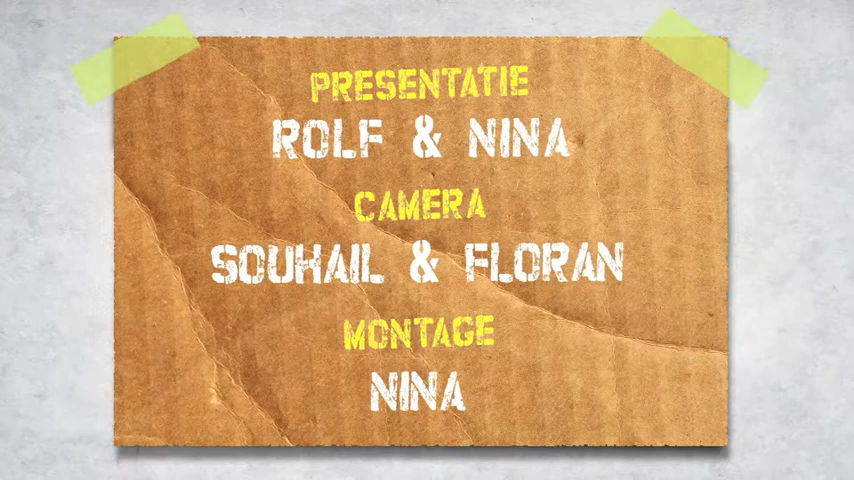 PRESENTATIE
ROLF & NINA
CAMERA
SOUHAIL & FLORAN
MONTAGE
NINA